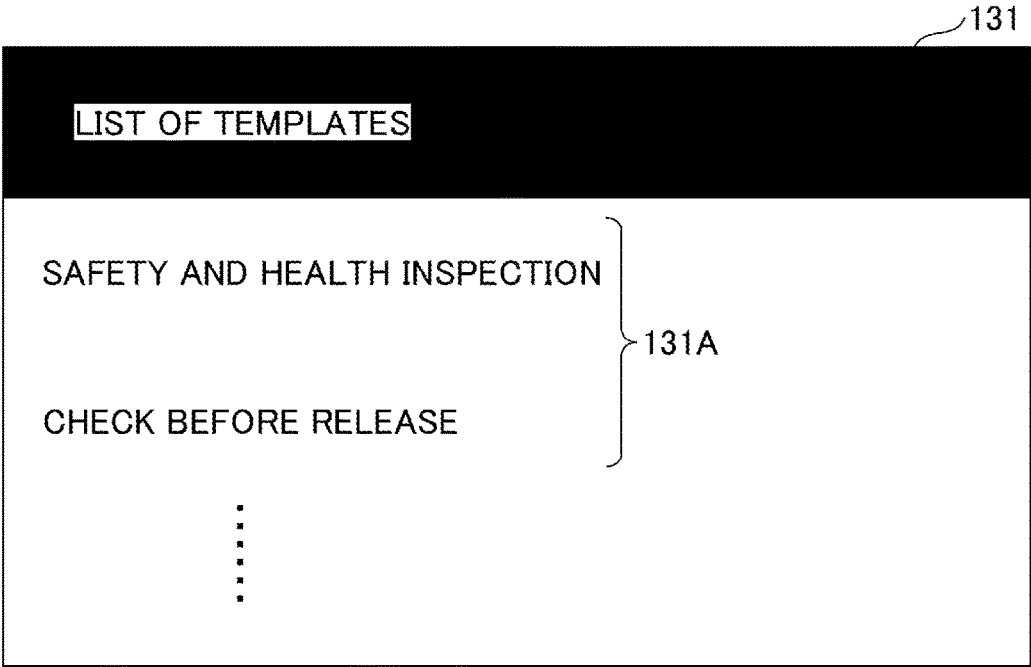 131
LIST OF TEMPLATES
SAFETY AND HEALTH INSPECTION
131A
CHECK BEFORE RELEASE